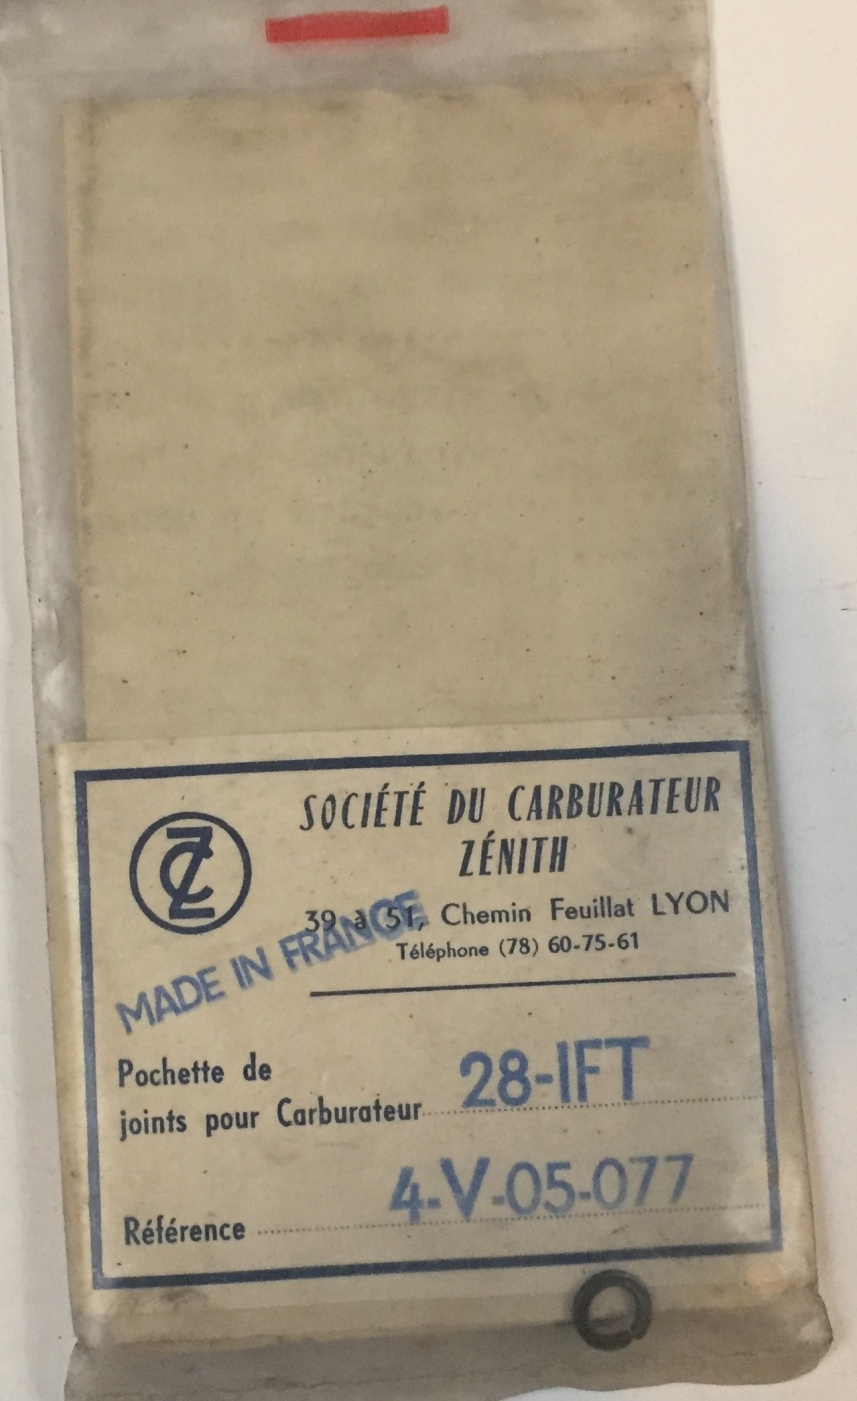 ZC
SOCIÉTÉ DU CARBURATEUR
ZÉNITH
39 à 51, Chemin Feuillat LYON
Téléphone (78) 60-75-61
MADE IN FRANCE
Pochette de
joints pour Carburateur 28-IFT
Référence 4-V-05-077